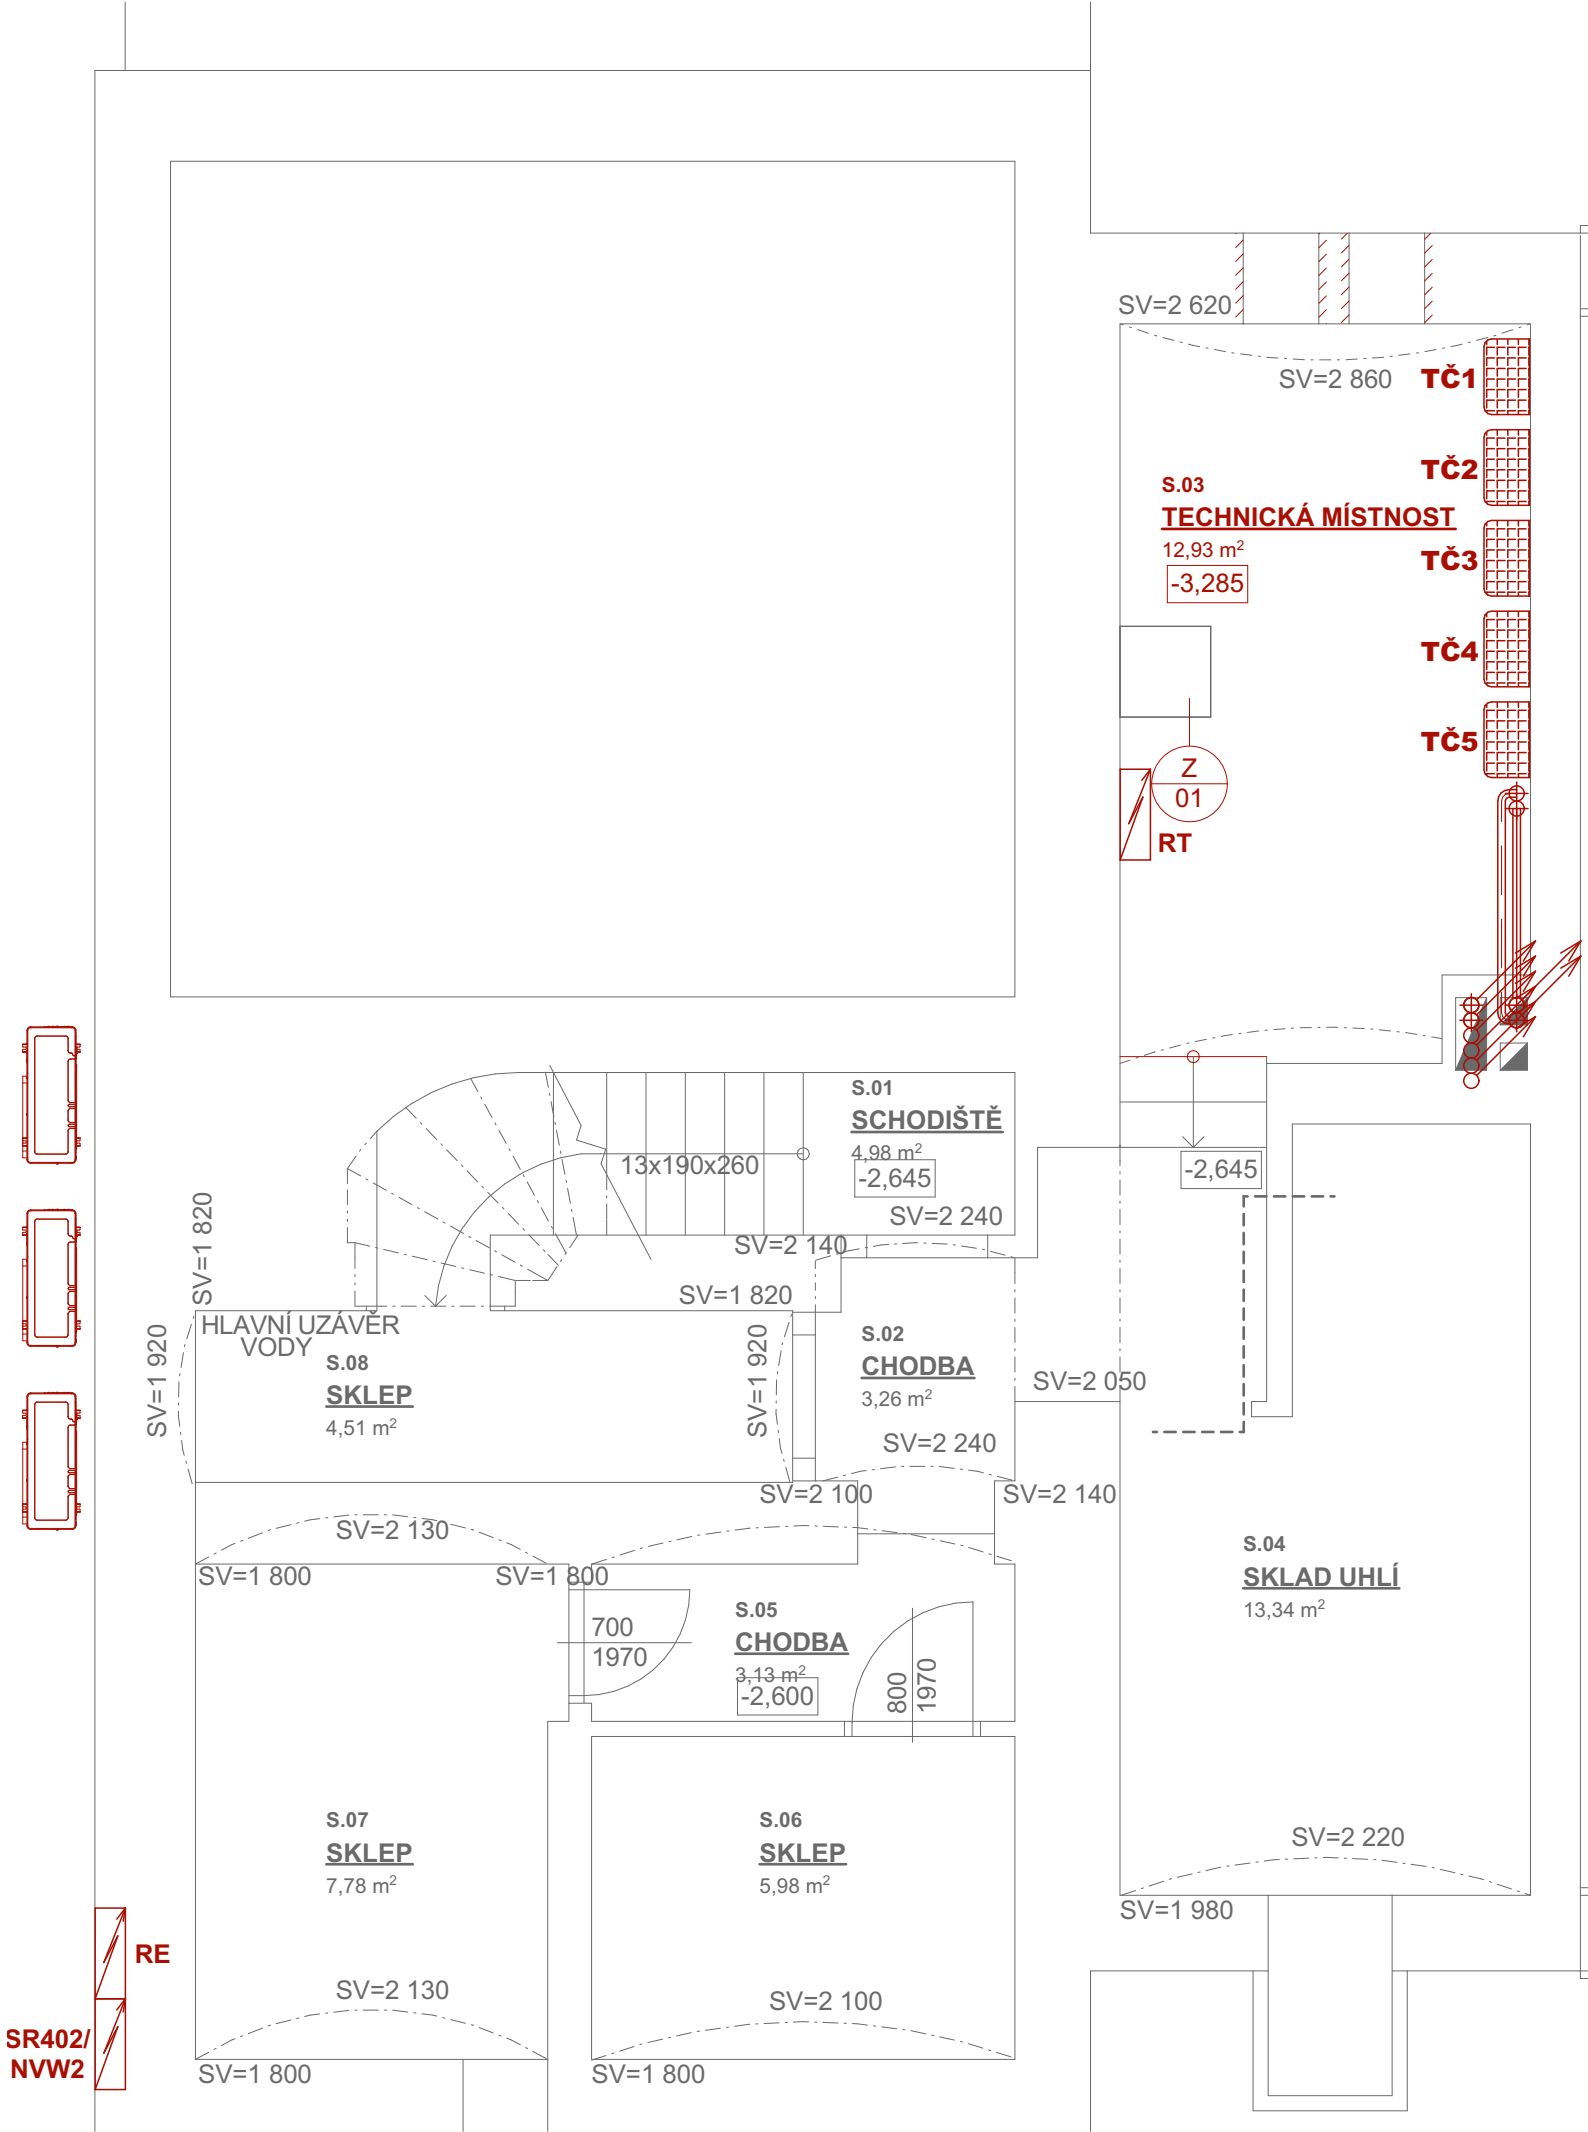 SV=2 620
SV=2 860
TČ1
TČ2
S.03
TECHNICKÁ MÍSTNOST
12,93 m²
-3,285
TČ3
TČ4
TČ5
Z
01
RT
S.01
SCHODIŠTĚ
4,98 m²
-2,645
13x190x260
-2,645
SV=2 240
SV=2 140
SV=1 820
SV=1 820
HLAVNÍ UZÁVĚR
VODY
SV=1 920
S.08
SKLEP
4,51 m²
SV=1 920
S.02
CHODBA
3,26 m²
SV=2 050
SV=2 240
SV=2 100
SV=2 140
SV=2 130
SV=1 800
SV=1 800
S.04
SKLAD UHLÍ
13,34 m²
700
1970
S.05
CHODBA
3,13 m²
-2,600
800
1970
S.07
SKLEP
7,78 m²
S.06
SKLEP
5,98 m²
SV=2 220
SV=1 980
RE
SV=2 130
SV=2 100
SR402/
NVW2
SV=1 800
SV=1 800